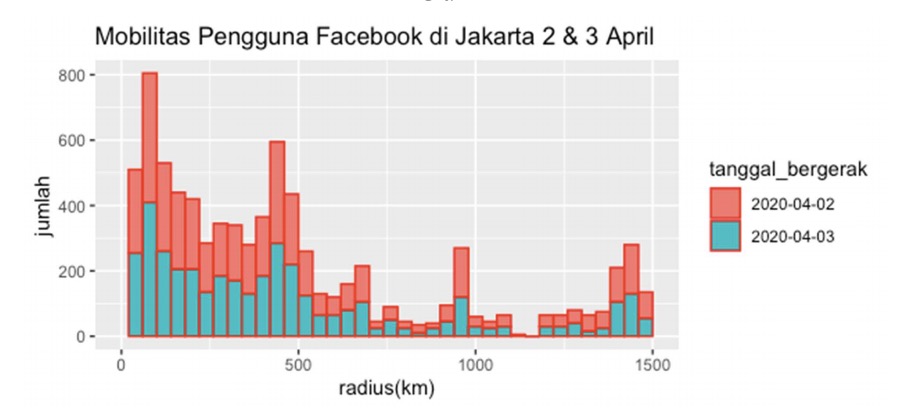 Mobilitas Pengguna Facebook di Jakarta 2 & 3 April
800
600
400
200
0
jumlah
0 500 1000 1500
radius(km)
tanggal_bergerak
2020-04-02
2020-04-03